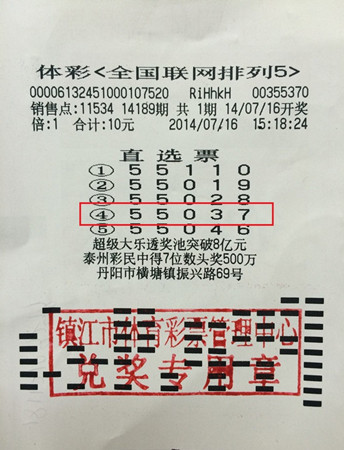 体彩<全国联网排列5>
00006132451000107520 RiHhkH 00355370
销售点:11534 14189期 共1期 14/07/16开奖
倍:1 合计:10元 2014/07/16 15:18:24
直选票
① 5 5 1 1 0
② 5 5 0 1 9
③ 5 5 0 2 8
④ 5 5 0 3 7
⑤ 5 5 0 4 6
超级大乐透奖池突破8亿元
泰州彩民中得7位数头奖500万
丹阳市横塘镇振兴路69号
镇江市体育彩票管理中心
兑奖专用章